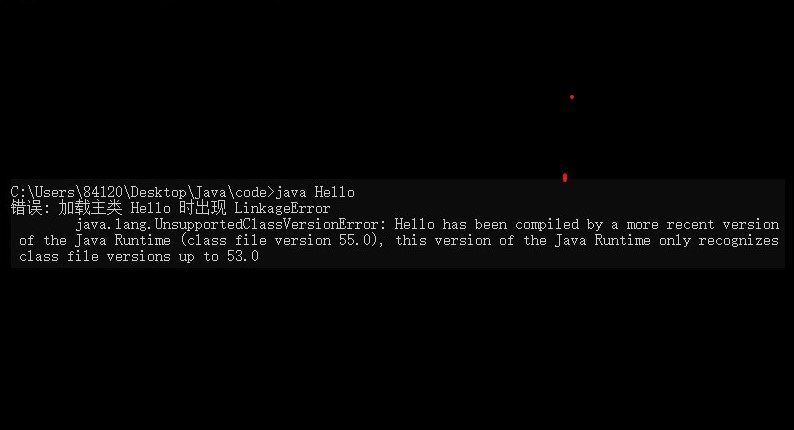 C:\Users\84120\Desktop\Java\code>java Hello
错误: 加载主类 Hello 时出现 LinkageError
java.lang.UnsupportedClassVersionError: Hello has been compiled by a more recent version
of the Java Runtime (class file version 55.0), this version of the Java Runtime only recognizes
class file versions up to 53.0